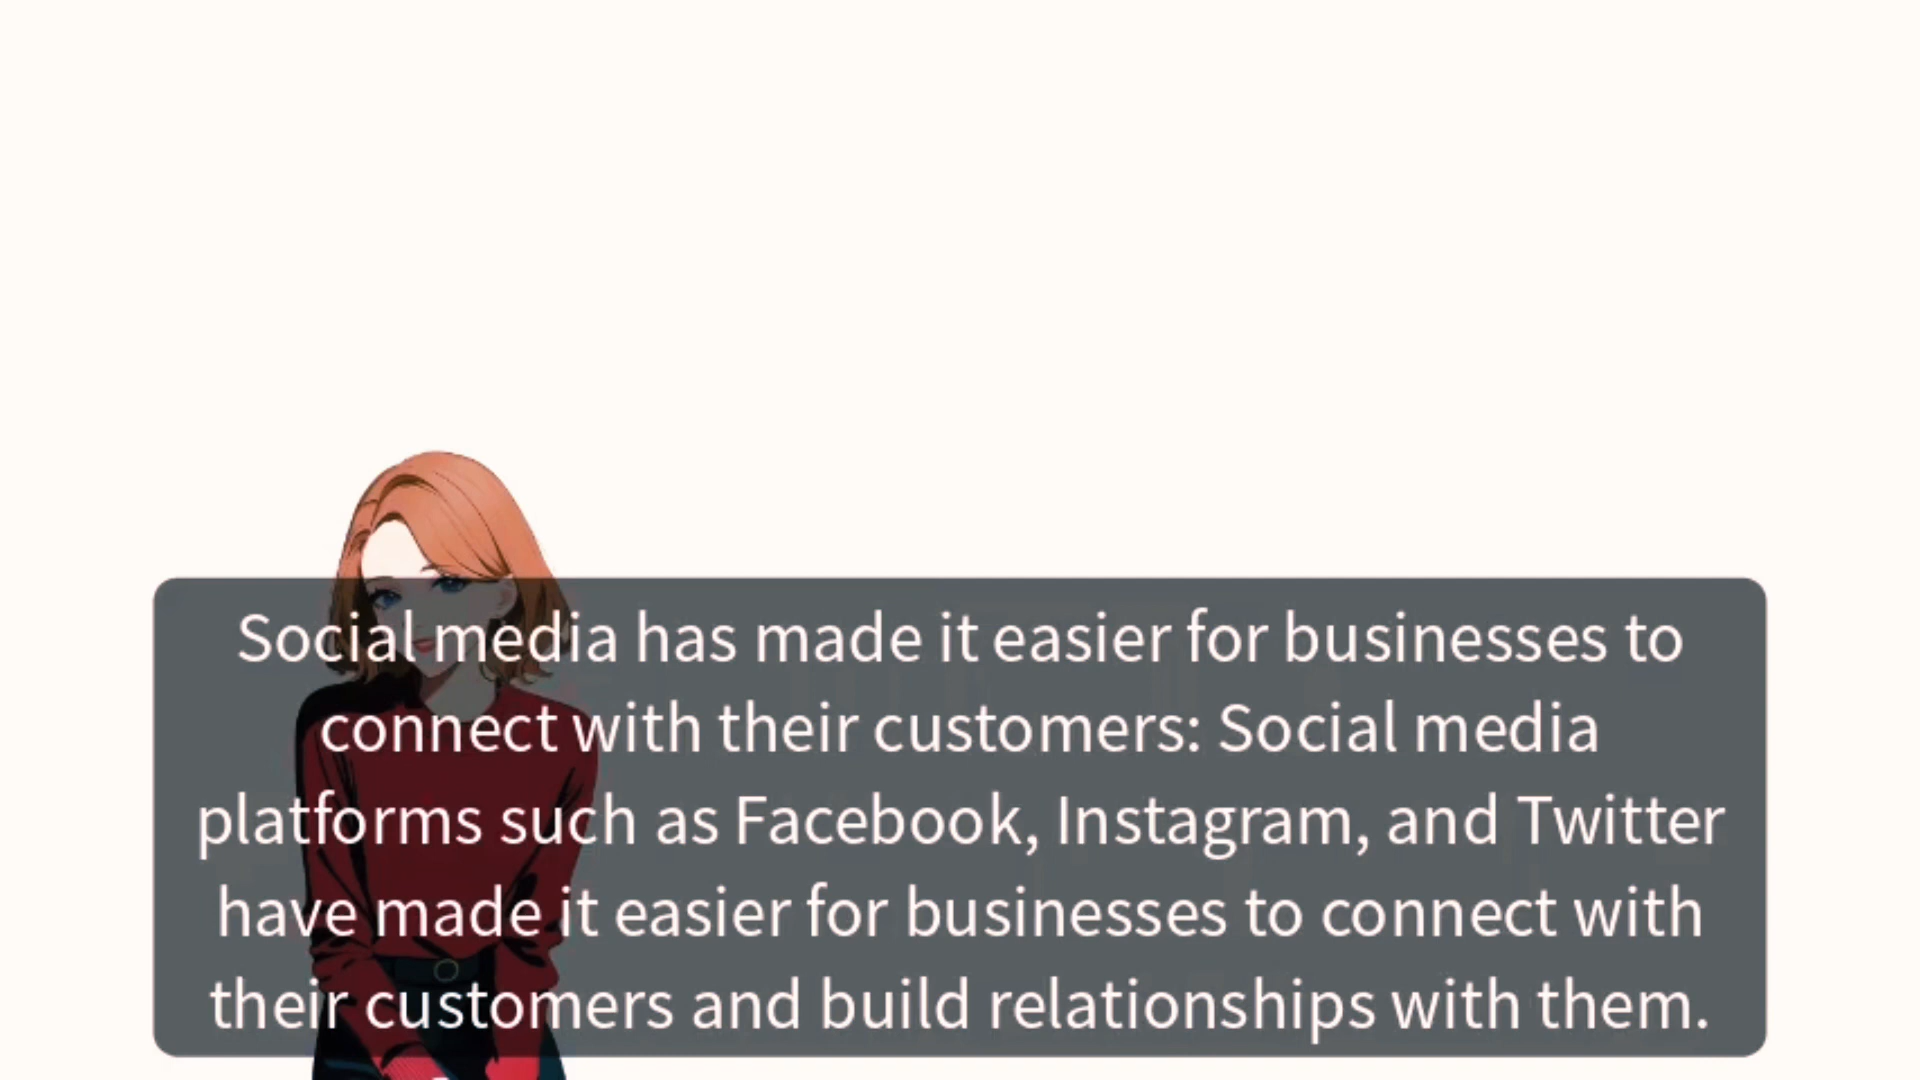 Social media has made it easier for businesses to
connect with their customers: Social media
platforms such as Facebook, Instagram, and Twitter
have made it easier for businesses to connect with
their customers and build relationships with them.